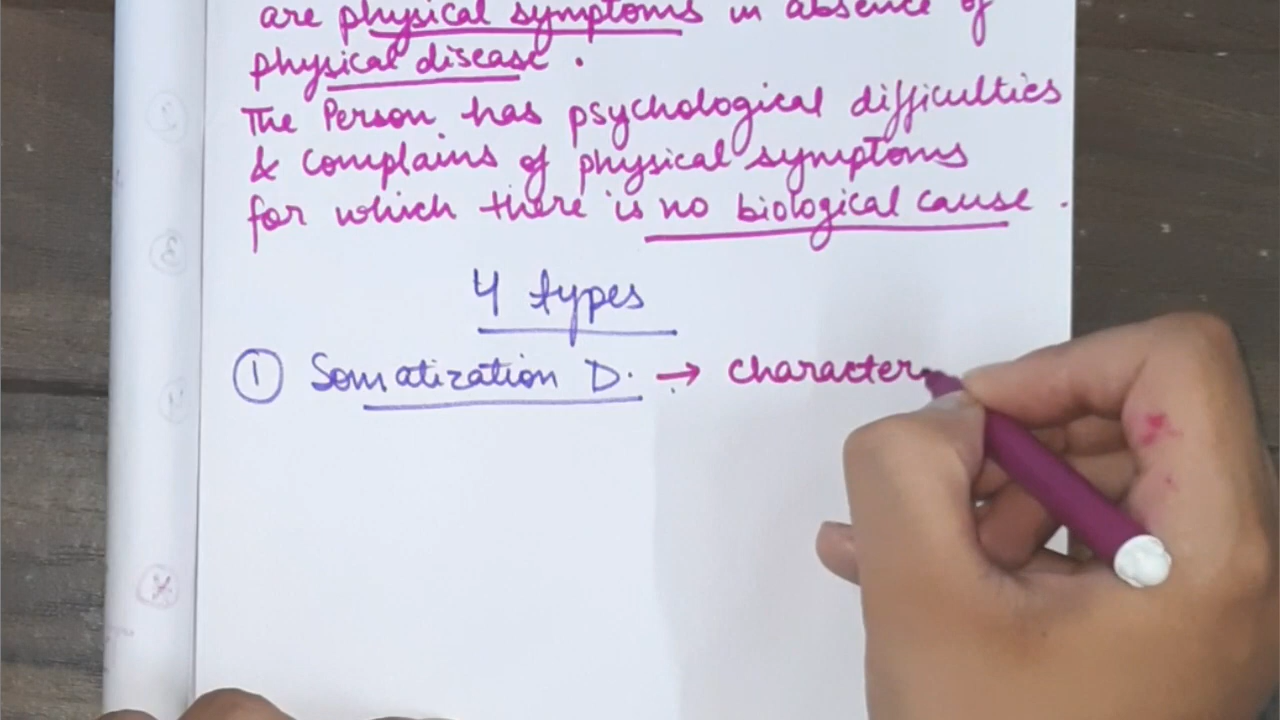 are physical symptoms in absence of
physical disease.
The Person has psychological difficulties
& complains of physical symptoms
for which there is no biological cause.
4 types
① Somatization D. → character